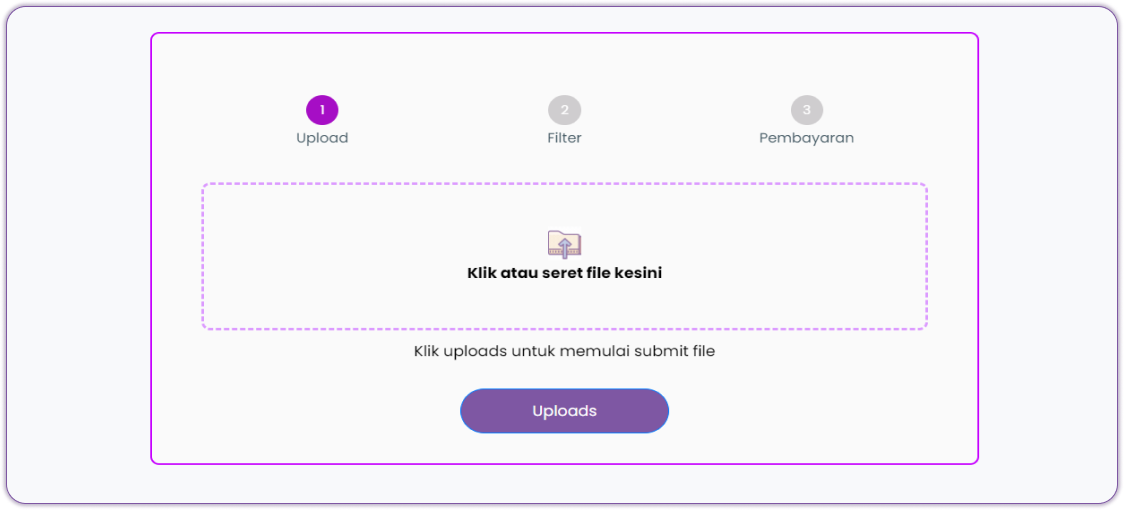 1 2 3
Upload Filter Pembayaran
Klik atau seret file kesini
Klik uploads untuk memulai submit file
Uploads